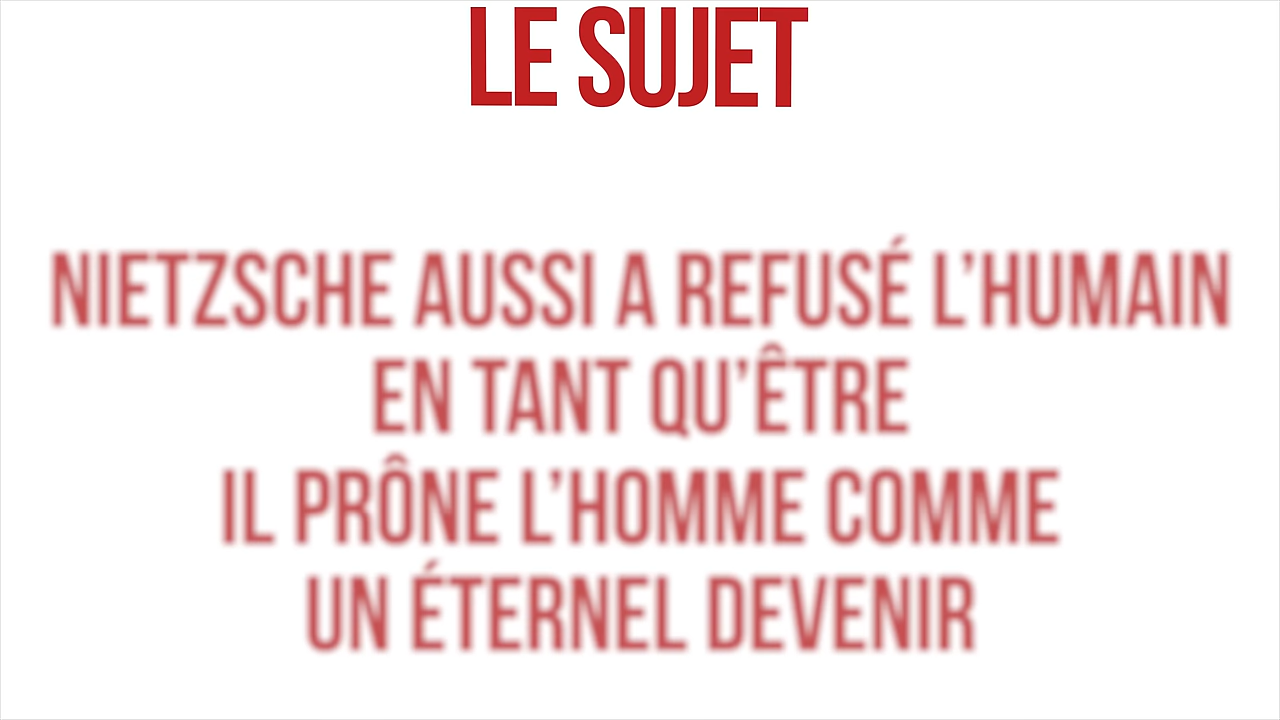 LE SUJET
NIETZSCHE AUSSI A REFUSÉ L'HUMAIN
EN TANT QU'ÊTRE
IL PRÔNE L'HOMME COMME
UN ÉTERNEL DEVENIR